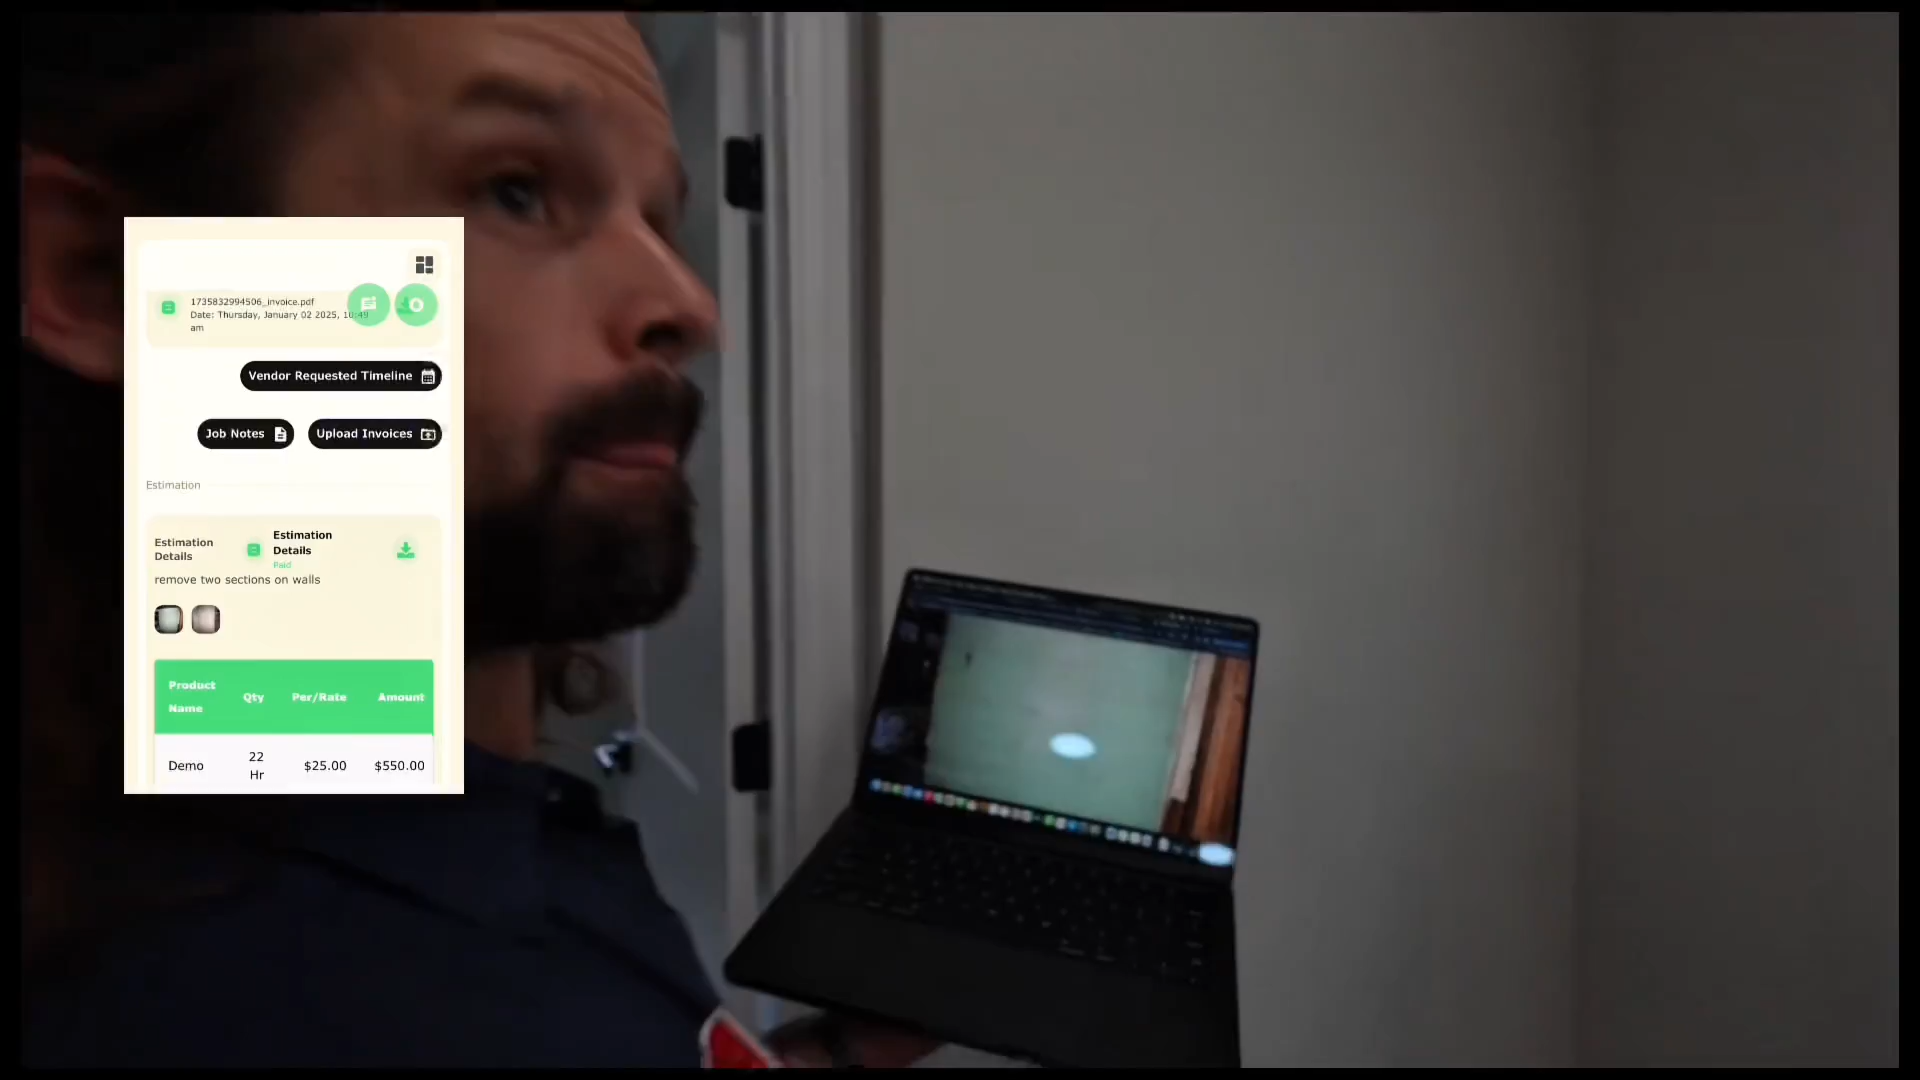 1735832994506_invoice.pdf
Date: Thursday, January 02 2025, 10:49
am
Vendor Requested Timeline
Job Notes
Upload Invoices
Estimation
Estimation
Details
Estimation
Details
Paid
remove two sections on walls
Product
Name
Qty
Per/Rate
Amount
Demo
22
Hr
$25.00
$550.00